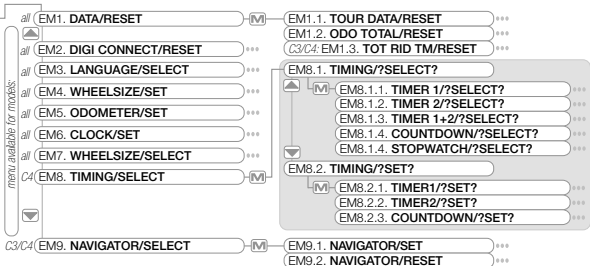 all EM1. DATA/RESET M EM1.1. TOUR DATA/RESET
EM1.2. ODO TOTAL/RESET
all EM2. DIGI CONNECT/RESET C3/C4: EM1.3. TOT RID TM/RESET
all EM3. LANGUAGE/SELECT EM8.1. TIMING/?SELECT?
all EM4. WHEELSIZE/SET M EM8.1.1. TIMER 1/?SELECT?
EM8.1.2. TIMER 2/?SELECT?
all EM5. ODOMETER/SET EM8.1.3. TIMER 1+2/?SELECT?
all EM6. CLOCK/SET EM8.1.4. COUNTDOWN/?SELECT?
EM8.1.4. STOPWATCH/?SELECT?
all EM7. WHEELSIZE/SELECT
C4 EM8. TIMING/SELECT M EM8.2. TIMING/?SET?
M EM8.2.1. TIMER1/?SET?
EM8.2.2. TIMER2/?SET?
EM8.2.3. COUNTDOWN/?SET?
C3/C4 EM9. NAVIGATOR/SELECT M EM9.1. NAVIGATOR/SET
EM9.2. NAVIGATOR/RESET
menu available for models: